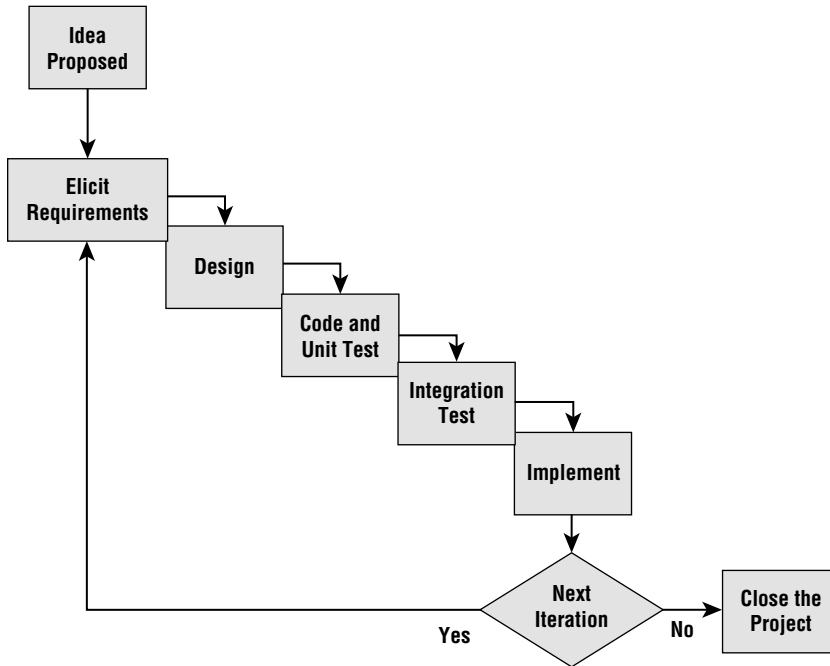 Idea
Proposed
Elicit
Requirements
Design
Code and
Unit Test
Integration
Test
Implement
Next
Iteration
Yes
No
Close the
Project